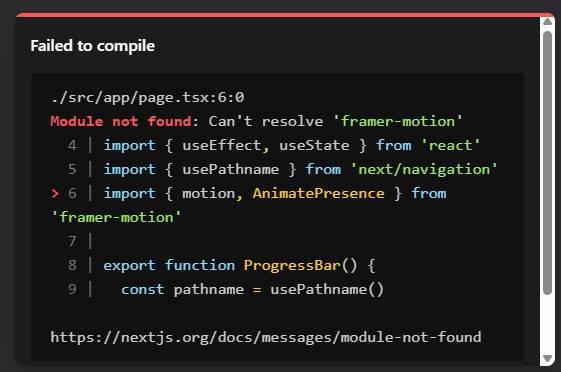 Failed to compile
./src/app/page.tsx:6:0
Module not found: Can't resolve 'framer-motion'
4 | import { useEffect, useState } from 'react'
5 | import { usePathname } from 'next/navigation'
> 6 | import { motion, AnimatePresence } from
'framer-motion'
7 |
8 | export function ProgressBar() {
9 |   const pathname = usePathname()
https://nextjs.org/docs/messages/module-not-found